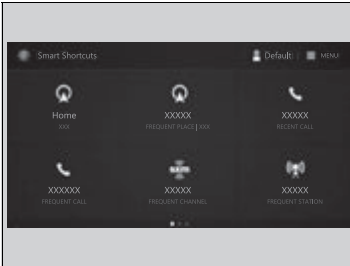 Smart Shortcuts
Default
MENU
Home
XXX
XXXXX
FREQUENT PLACE | XXX
XXXXX
RECENT CALL
XXXXXX
FREQUENT CALL
XXXXX
FREQUENT CHANNEL
XXXXX
FREQUENT STATION